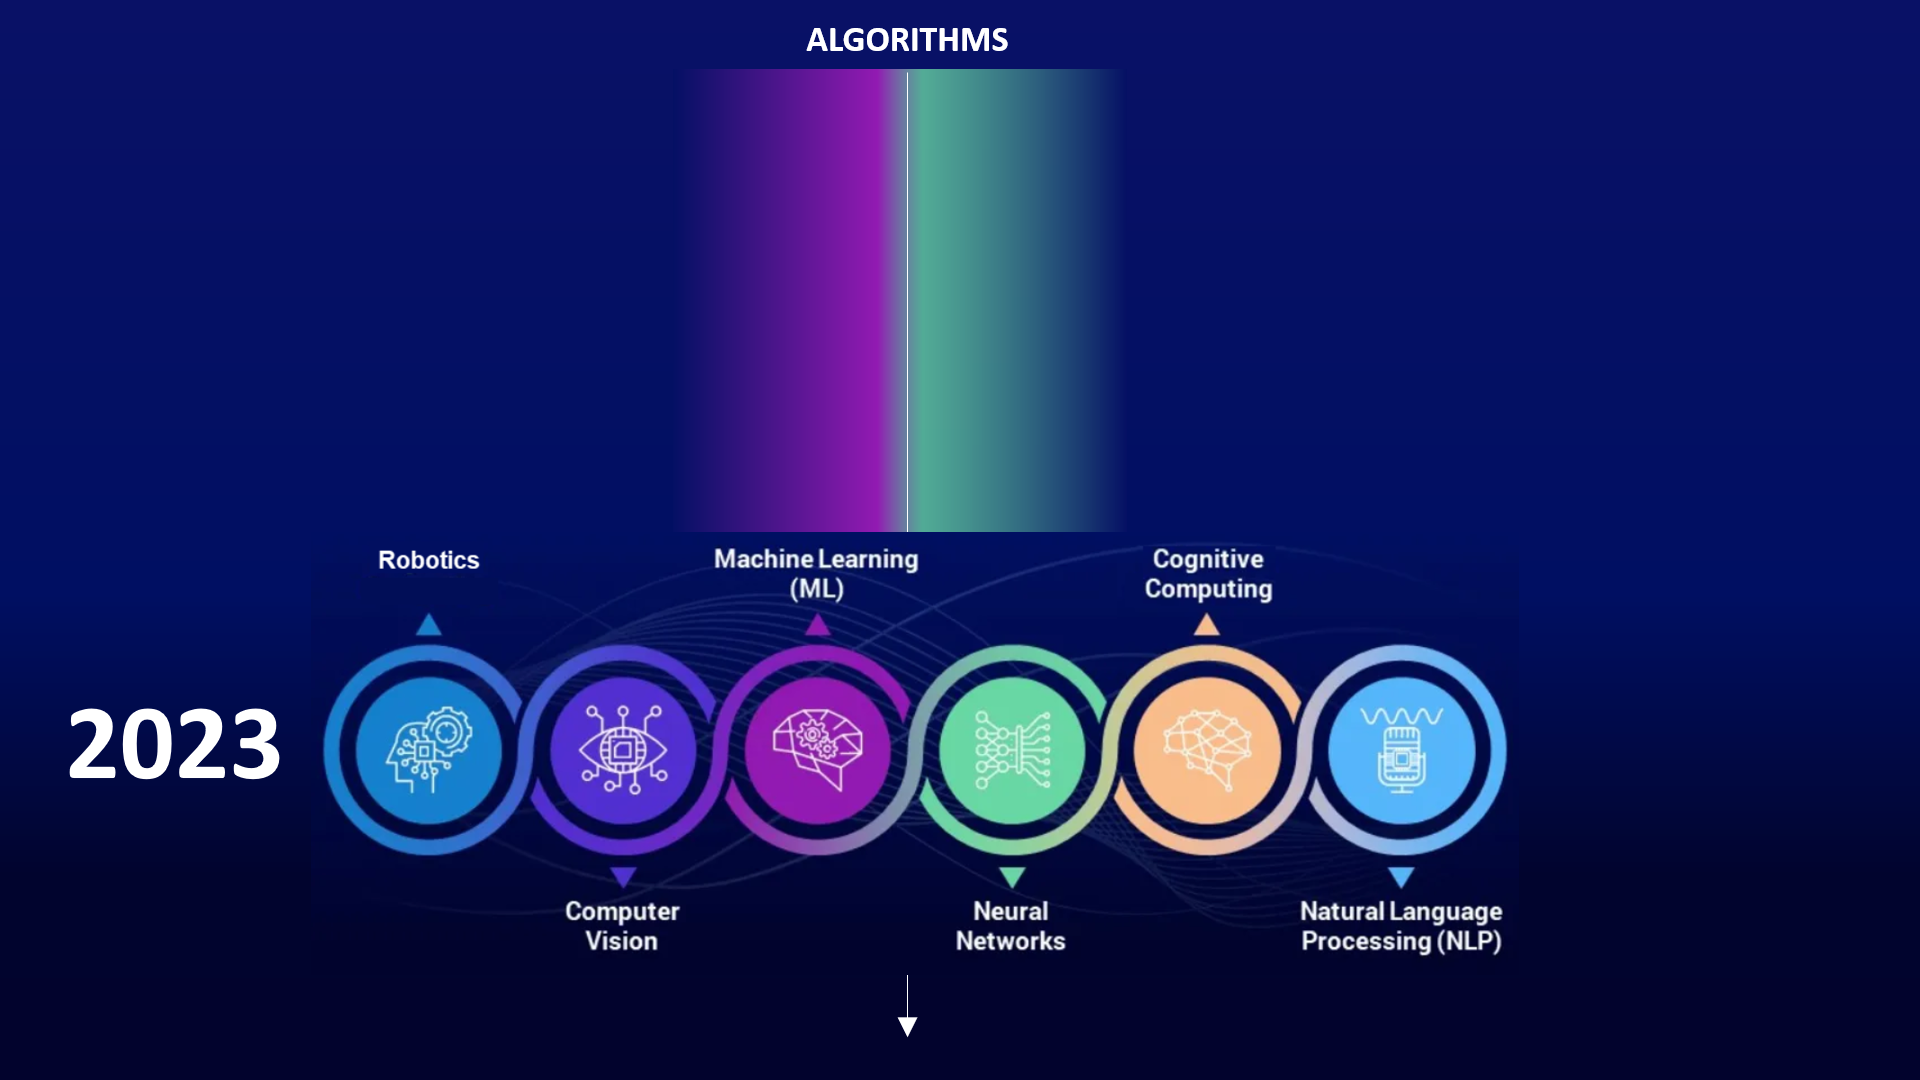 ALGORITHMS
Robotics
Machine Learning
(ML)
Cognitive
Computing
2023
Computer
Vision
Neural
Networks
Natural Language
Processing (NLP)